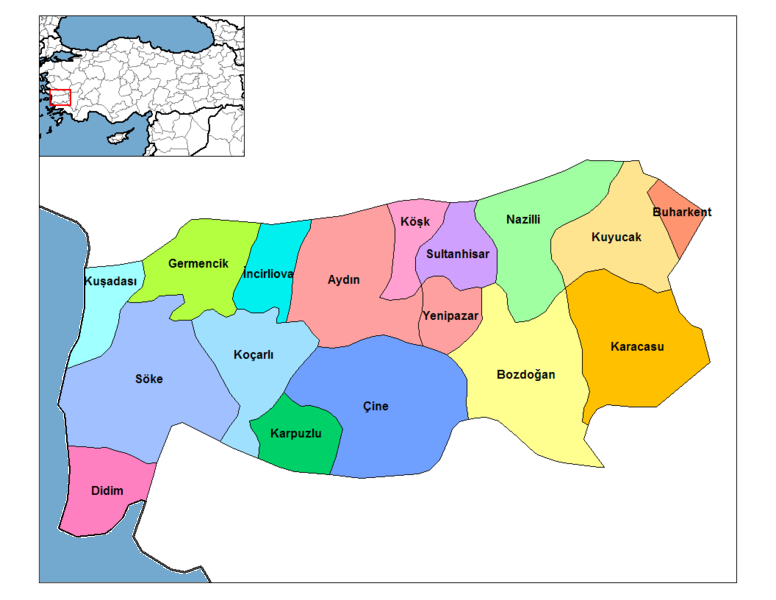 Köşk
Nazilli
Buharkent
Kuyucak
Sultanhisar
Germencik
İncirliova
Aydın
Kuşadası
Yenipazar
Karacasu
Koçarlı
Söke
Bozdoğan
Çine
Karpuzlu
Didim